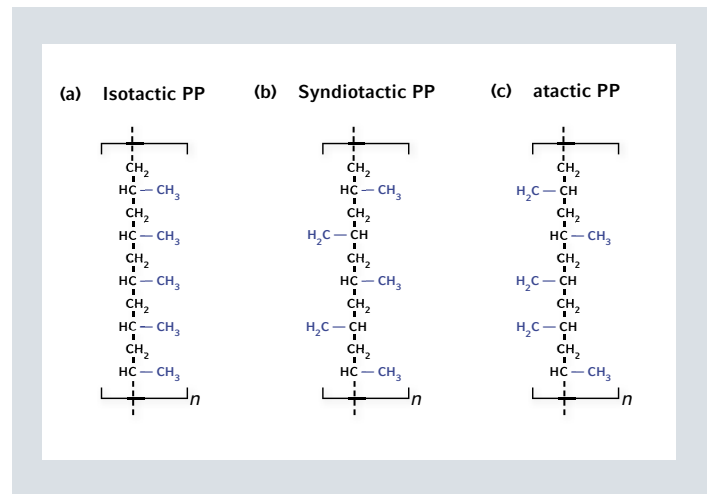 (a) Isotactic PP
CH₂
HC — CH₃
CH₂
HC — CH₃
CH₂
HC — CH₃
CH₂
HC — CH₃
CH₂
HC — CH₃
n
(b) Syndiotactic PP
CH₂
HC — CH₃
CH₂
H₂C — CH
CH₂
HC — CH₃
CH₂
H₂C — CH
CH₂
HC — CH₃
n
(c) atactic PP
CH₂
H₂C — CH
CH₂
HC — CH₃
CH₂
H₂C — CH
CH₂
H₂C — CH
CH₂
HC — CH₃
n